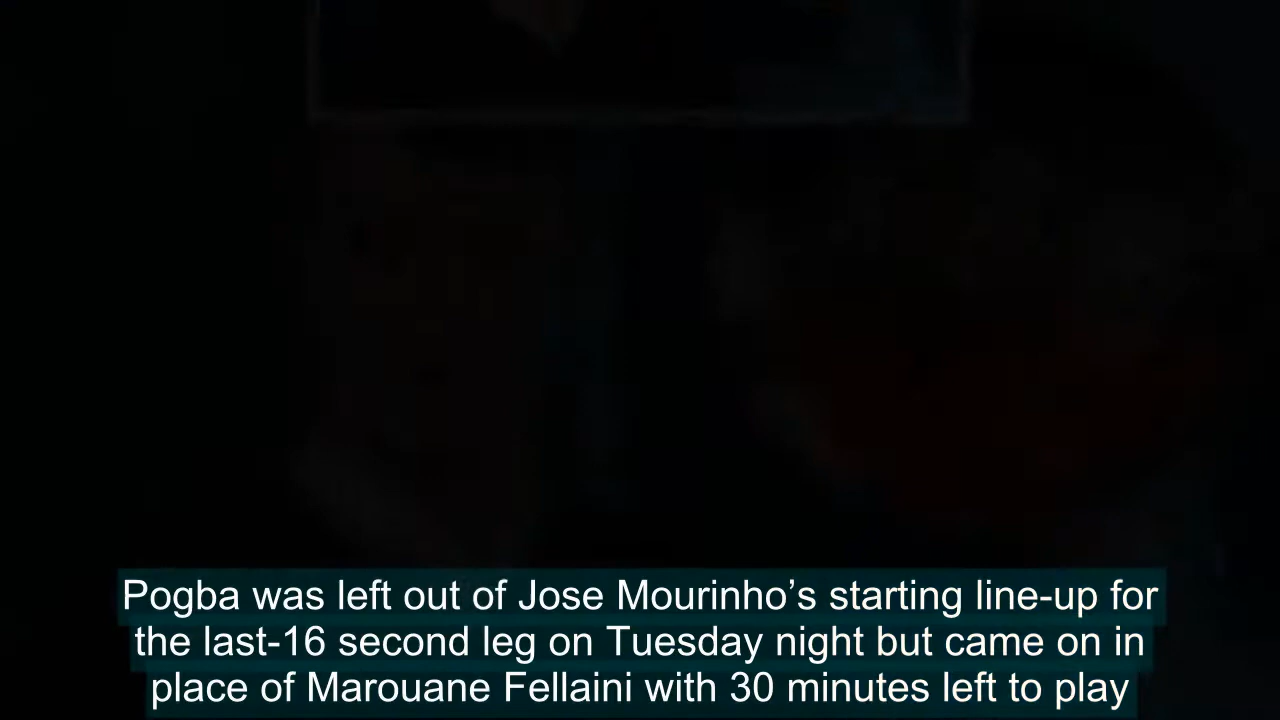 Pogba was left out of Jose Mourinho’s starting line-up for
the last-16 second leg on Tuesday night but came on in
place of Marouane Fellaini with 30 minutes left to play